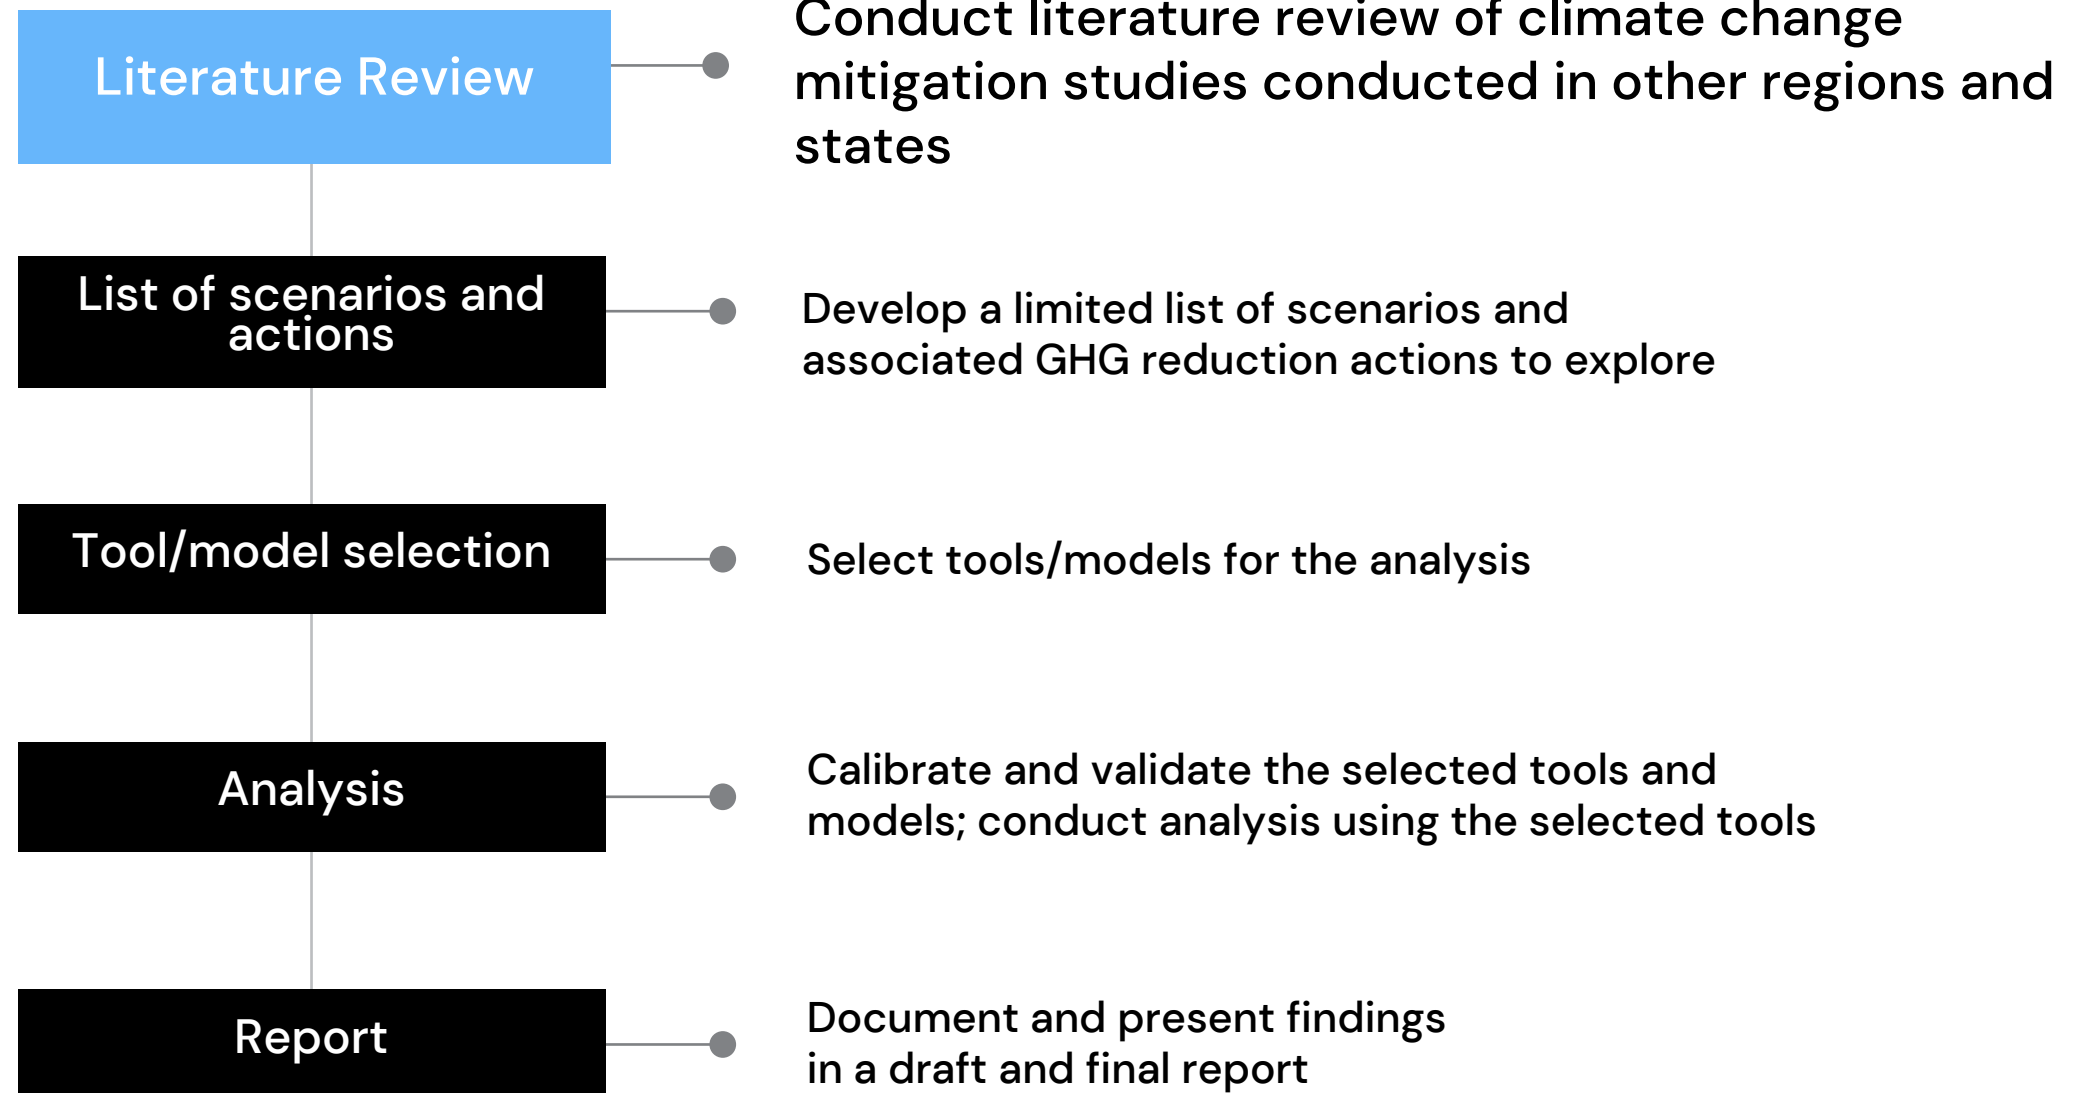 Literature Review
Conduct literature review of climate change
mitigation studies conducted in other regions and
states
List of scenarios and
actions
Develop a limited list of scenarios and
associated GHG reduction actions to explore
Tool/model selection
Select tools/models for the analysis
Analysis
Calibrate and validate the selected tools and
models; conduct analysis using the selected tools
Report
Document and present findings
in a draft and final report